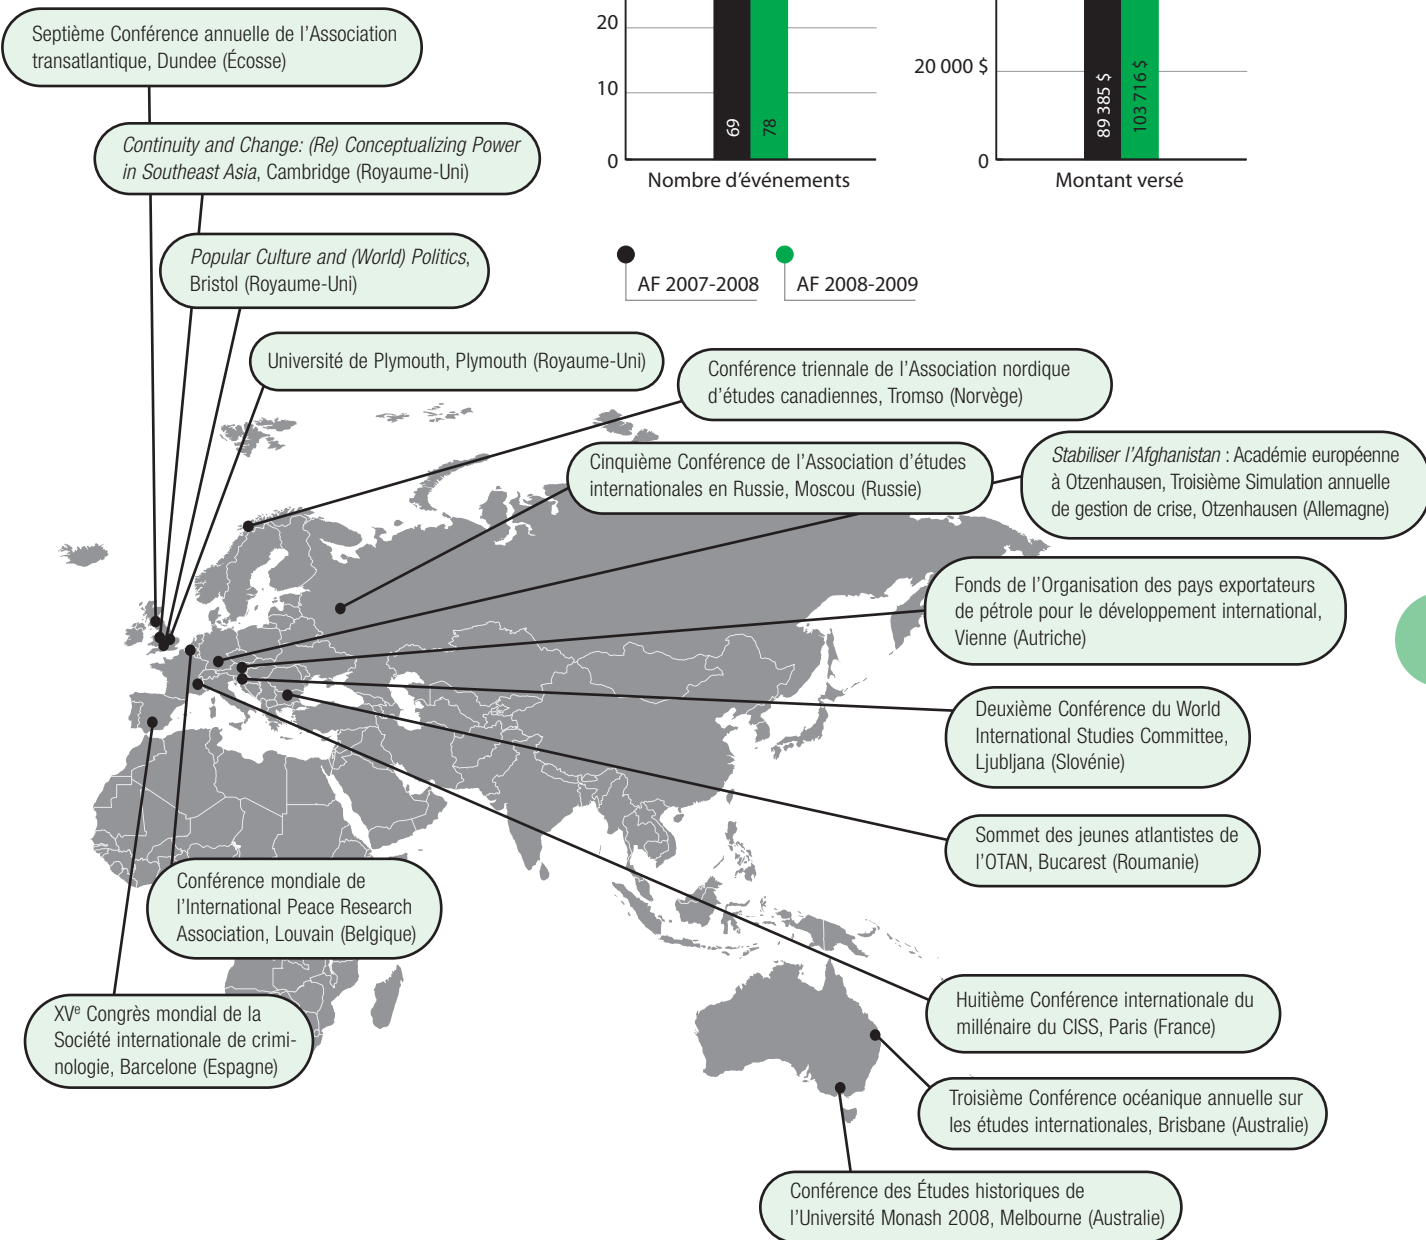 Septième Conférence annuelle de l’Association
transatlantique, Dundee (Écosse)
Continuity and Change: (Re) Conceptualizing Power
in Southeast Asia, Cambridge (Royaume-Uni)
Popular Culture and (World) Politics,
Bristol (Royaume-Uni)
Université de Plymouth, Plymouth (Royaume-Uni)
20
10
0
69
78
Nombre d’événements
20 000 $
0
89 385 $
103 716 $
Montant versé
AF 2007-2008
AF 2008-2009
Conférence triennale de l’Association nordique
d’études canadiennes, Tromso (Norvège)
Cinquième Conférence de l’Association d’études
internationales en Russie, Moscou (Russie)
Stabiliser l’Afghanistan : Académie européenne
à Otzenhausen, Troisième Simulation annuelle
de gestion de crise, Otzenhausen (Allemagne)
Fonds de l’Organisation des pays exportateurs
de pétrole pour le développement international,
Vienne (Autriche)
Deuxième Conférence du World
International Studies Committee,
Ljubljana (Slovénie)
Sommet des jeunes atlantistes de
l’OTAN, Bucarest (Roumanie)
Conférence mondiale de
l’International Peace Research
Association, Louvain (Belgique)
XVe Congrès mondial de la
Société internationale de crimi-
nologie, Barcelone (Espagne)
Huitième Conférence internationale du
millénaire du CISS, Paris (France)
Troisième Conférence océanique annuelle sur
les études internationales, Brisbane (Australie)
Conférence des Études historiques de
l’Université Monash 2008, Melbourne (Australie)